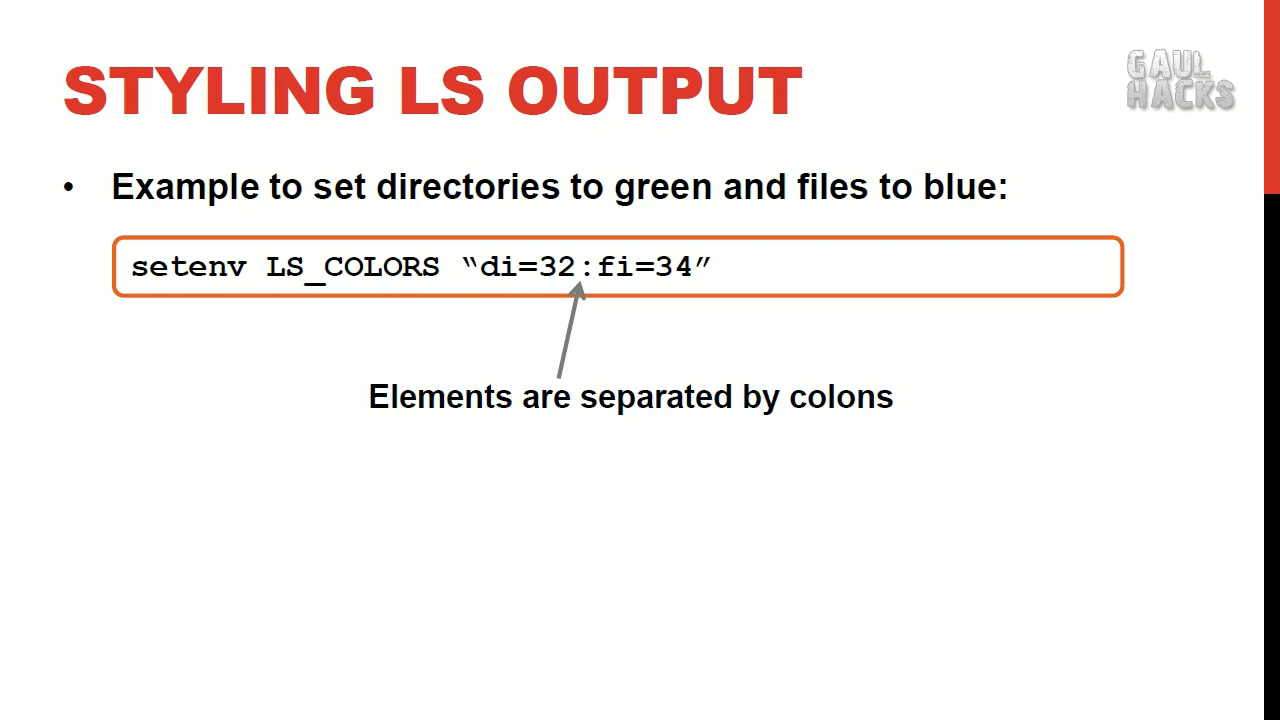 STYLING LS OUTPUT
GAUL
HACKS
• Example to set directories to green and files to blue:
setenv LS_COLORS “di=32:fi=34”
Elements are separated by colons